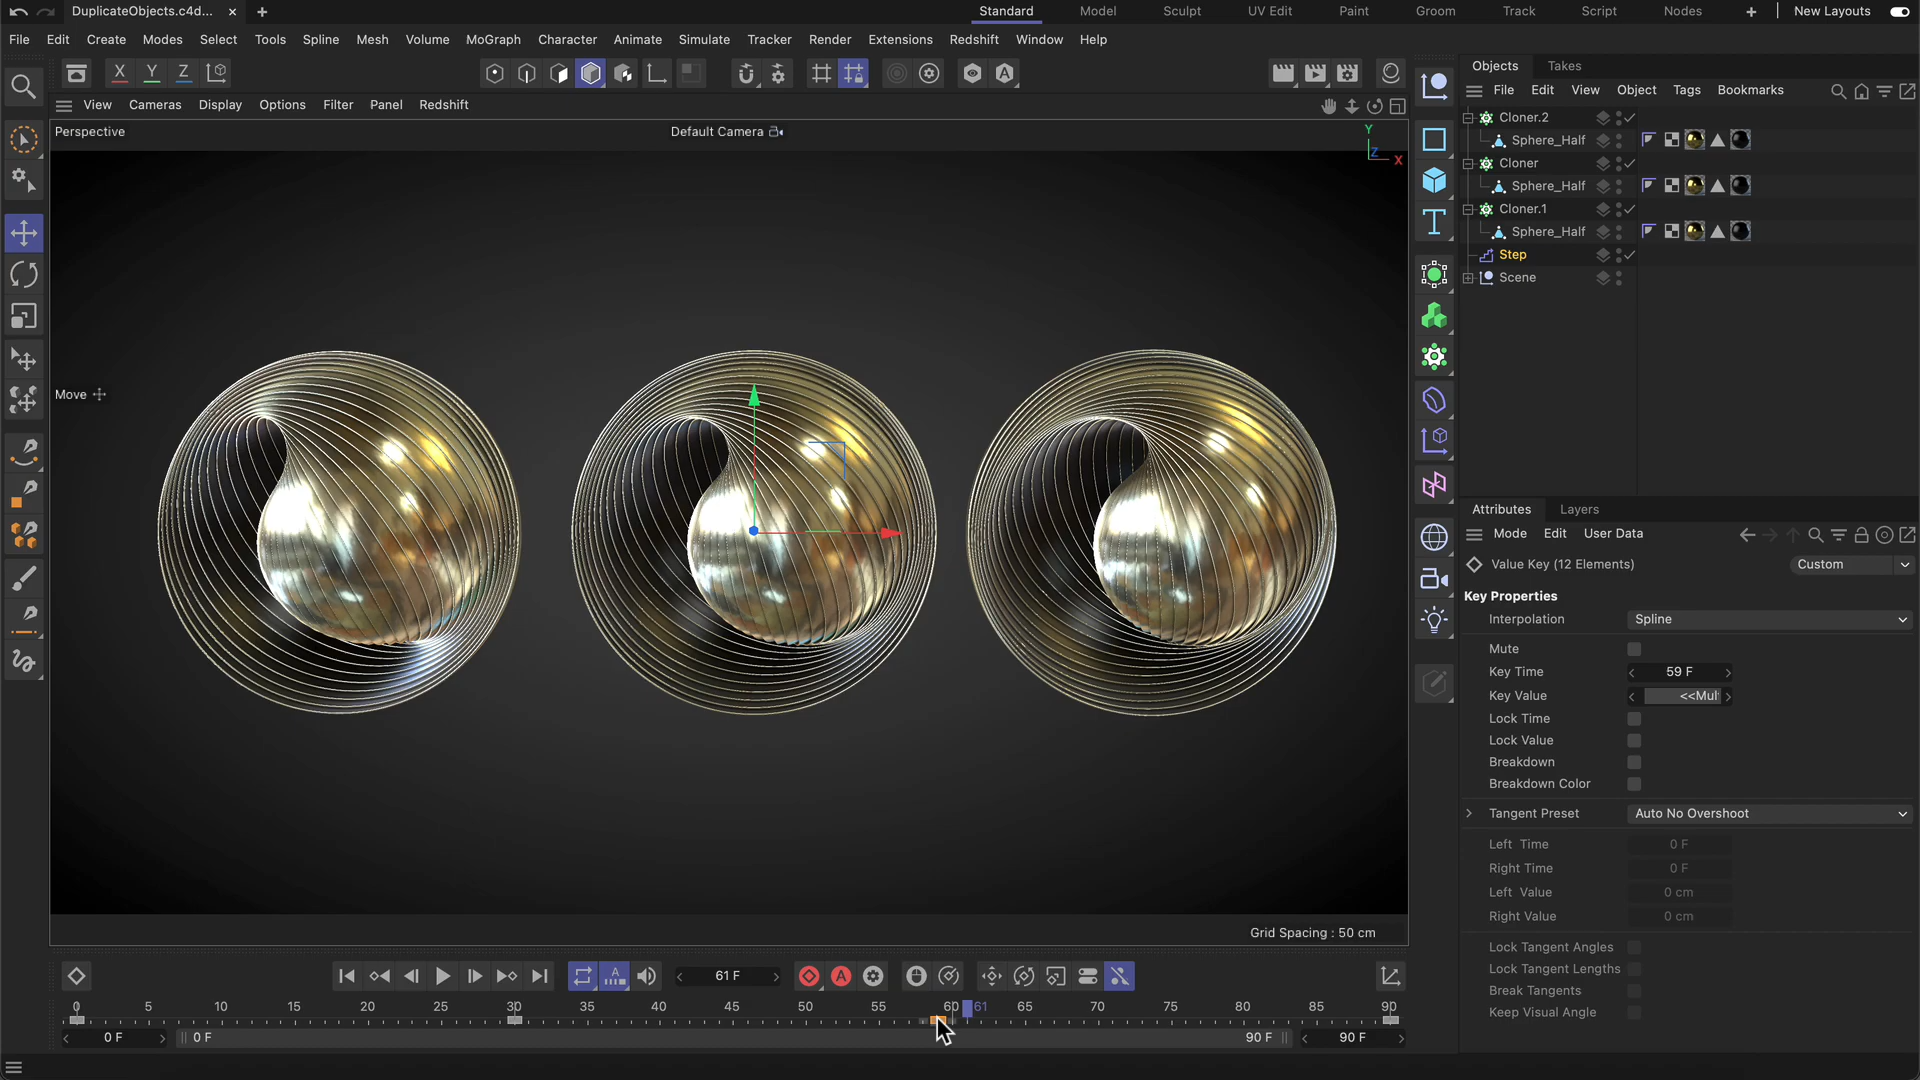 DuplicateObjects.c4d...
Standard Model Sculpt UV Edit Paint Groom Track Script Nodes New Layouts
File Edit Create Modes Select Tools Spline Mesh Volume MoGraph Character Animate Simulate Tracker Render Extensions Redshift Window Help
X Y Z
View Cameras Display Options Filter Panel Redshift
Perspective
Default Camera
Y
Z
X
Move
Grid Spacing : 50 cm
Objects Takes
File Edit View Object Tags Bookmarks
Cloner.2
Sphere_Half
Cloner
Sphere_Half
Cloner.1
Sphere_Half
Step
Scene
Attributes Layers
Mode Edit User Data
Value Key (12 Elements) Custom
Key Properties
Interpolation Spline
Mute
Key Time 59 F
Key Value <<Mul
Lock Time
Lock Value
Breakdown
Breakdown Color
Tangent Preset Auto No Overshoot
Left Time 0 F
Right Time 0 F
Left Value 0 cm
Right Value 0 cm
Lock Tangent Angles
Lock Tangent Lengths
Break Tangents
Keep Visual Angle
A 61 F A
0 5 10 15 20 25 30 35 40 45 50 55 60 61 65 70 75 80 85 90
0 F 0 F 90 F 90 F